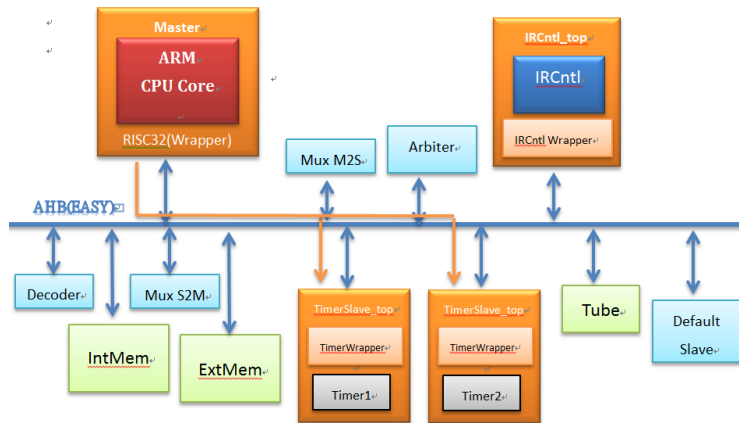 Master
ARM
CPU Core
RISC32(Wrapper)
IRCntl_top
IRCntl
IRCntl Wrapper
Mux M2S
Arbiter
AHB(EASY)
Decoder
Mux S2M
IntMem
ExtMem
TimerSlave_top
TimerWrapper
Timer1
TimerSlave_top
TimerWrapper
Timer2
Tube
Default
Slave